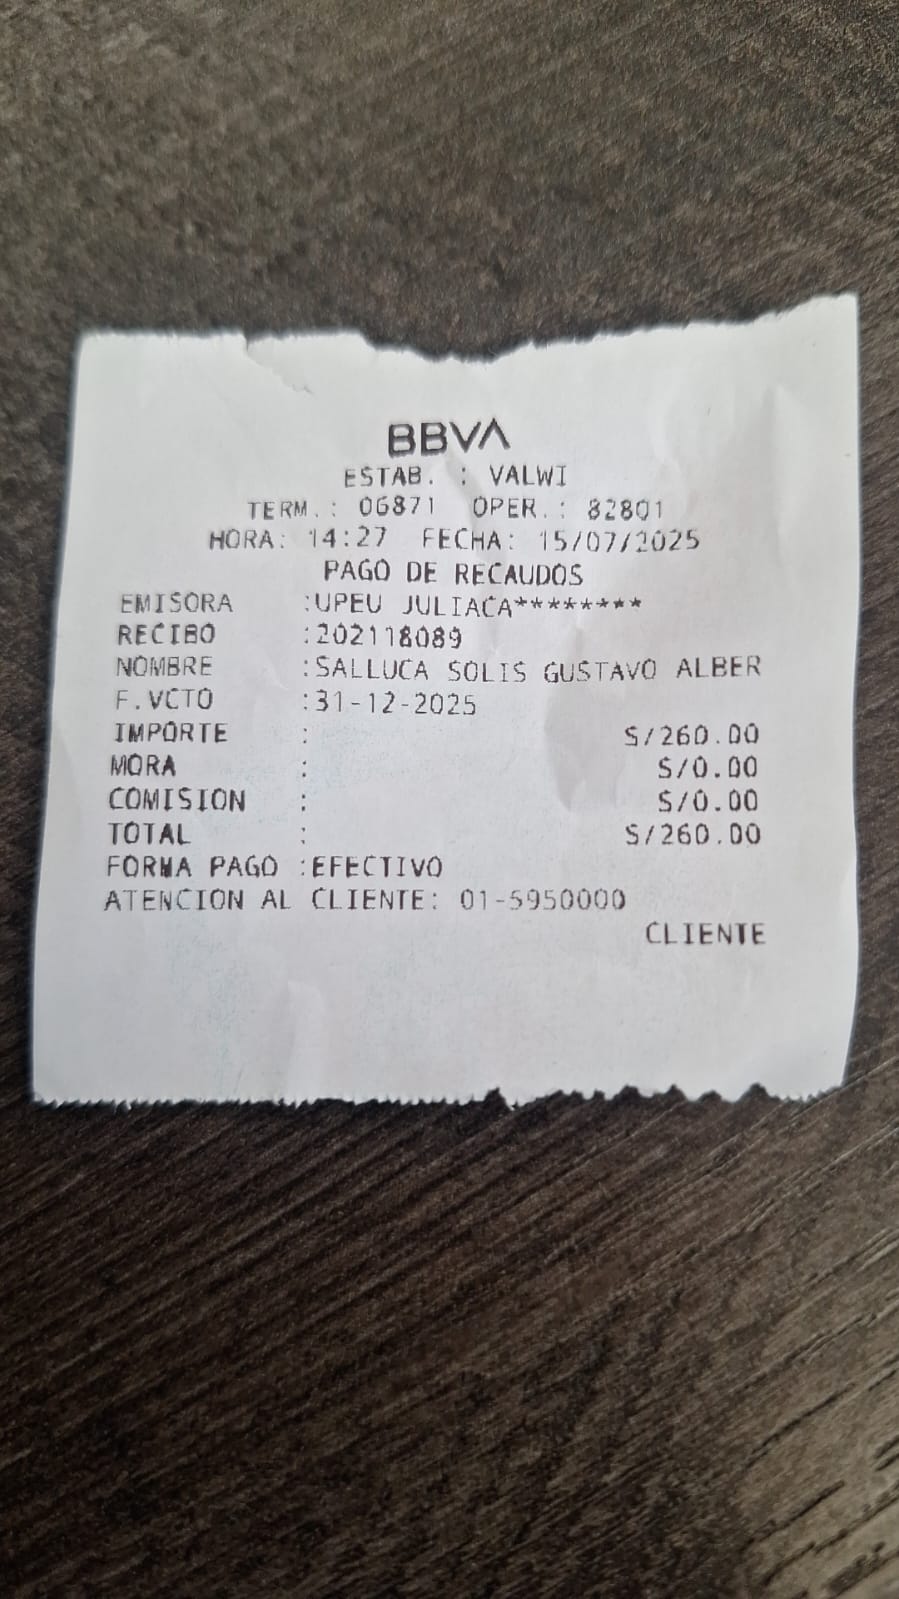 BBVA
ESTAB. : VALWI
TERM.: 06871 OPER.: 82801
HORA: 14:27 FECHA: 15/07/2025
PAGO DE RECAUDOS
EMISORA :UPEU JULIACA********
RECIBO :202118089
NOMBRE :SALLUCA SOLIS GUSTAVO ALBER
F.VCTO :31-12-2025
IMPORTE : S/260.00
MORA : S/0.00
COMISION : S/0.00
TOTAL : S/260.00
FORMA PAGO :EFECTIVO
ATENCION AL CLIENTE: 01-5950000
CLIENTE